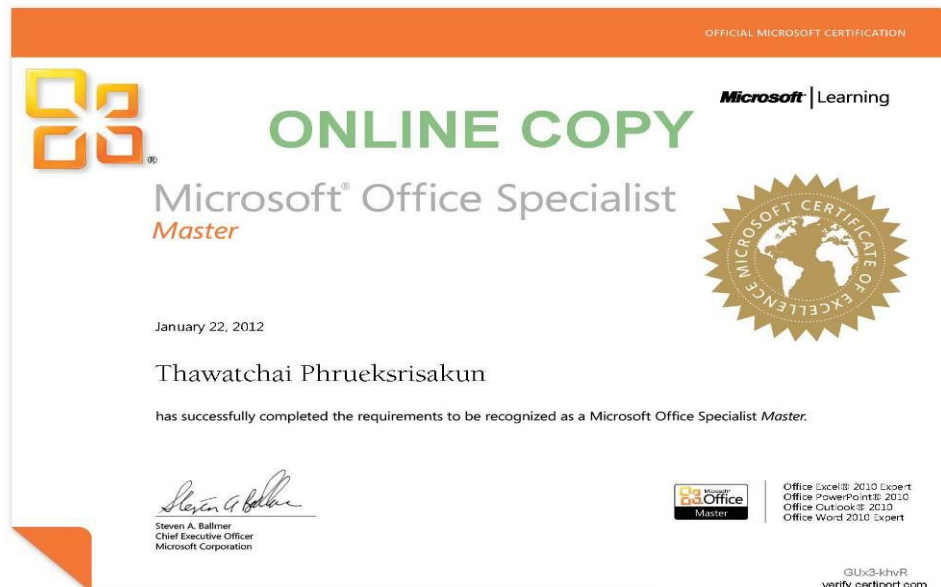 OFFICIAL MICROSOFT CERTIFICATION
Microsoft | Learning
ONLINE COPY
®
Microsoft® Office Specialist
Master
MICROSOFT CERTIFICATE OF EXCELLENCE
January 22, 2012
Thawatchai Phrueksrisakun
has successfully completed the requirements to be recognized as a Microsoft Office Specialist Master.
Steven A Ballmer
Steven A. Ballmer
Chief Executive Officer
Microsoft Corporation
Microsoft
Office
Master
Office Excel® 2010 Expert
Office PowerPoint® 2010
Office Outlook® 2010
Office Word 2010 Expert
GUx3-khvR
verify.certiport.com